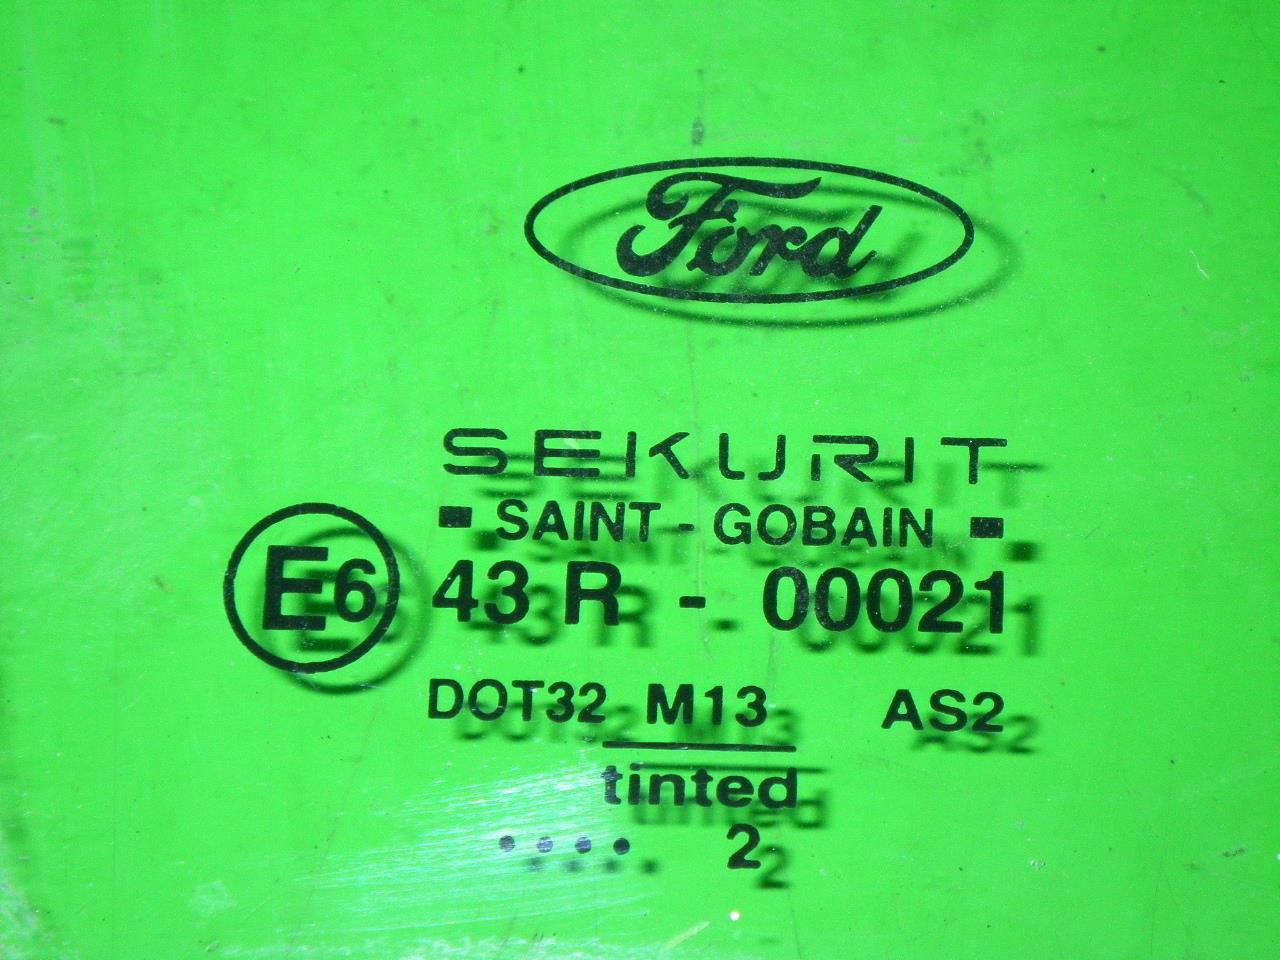 Ford
SEKURIT
▪ SAINT - GOBAIN ▪
E6 43 R - 00021
DOT32 M13 AS2
tinted
.... 2